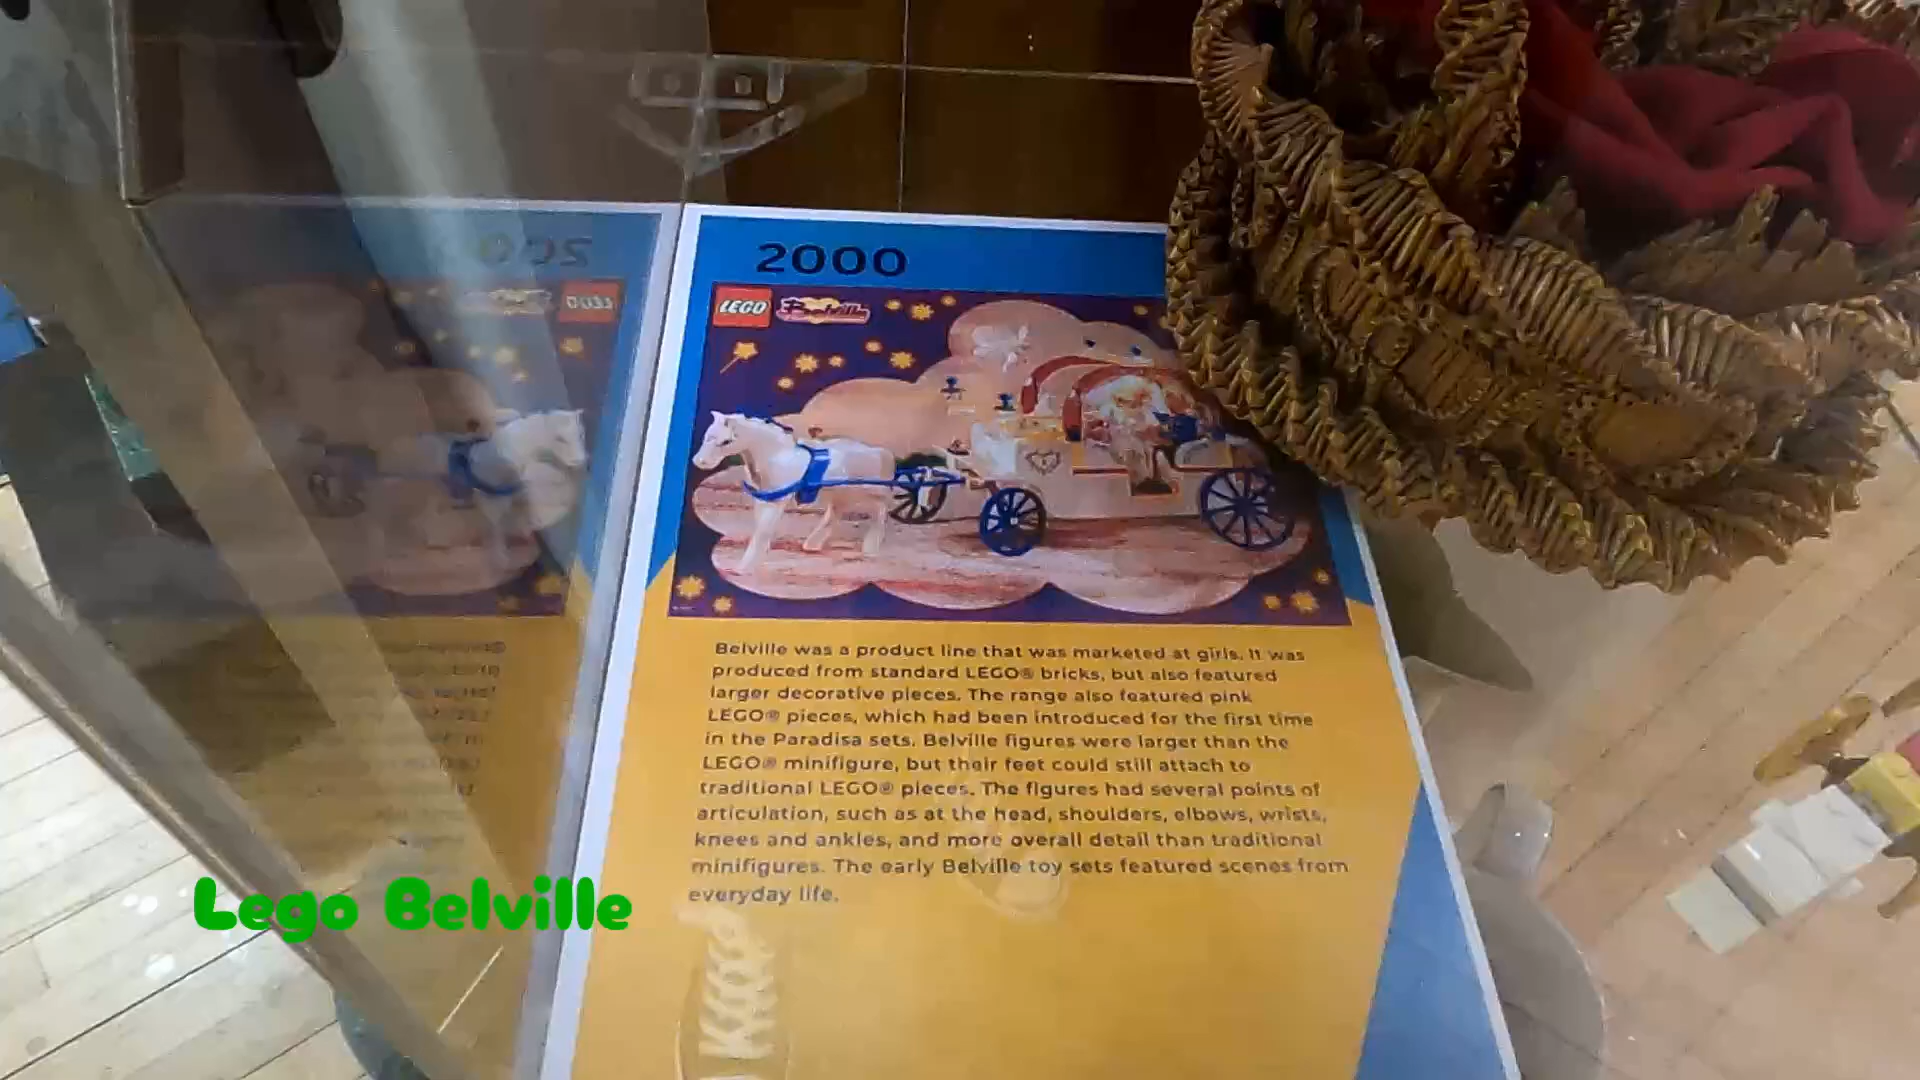 2000
LEGO Belville
Belville was a product line that was marketed at girls. It was
produced from standard LEGO® bricks, but also featured
larger decorative pieces. The range also featured pink
LEGO® pieces, which had been introduced for the first time
in the Paradisa sets. Belville figures were larger than the
LEGO® minifigure, but their feet could still attach to
traditional LEGO® pieces. The figures had several points of
articulation, such as at the head, shoulders, elbows, wrists,
knees and ankles, and more overall detail than traditional
minifigures. The early Belville toy sets featured scenes from
everyday life.
Lego Belville